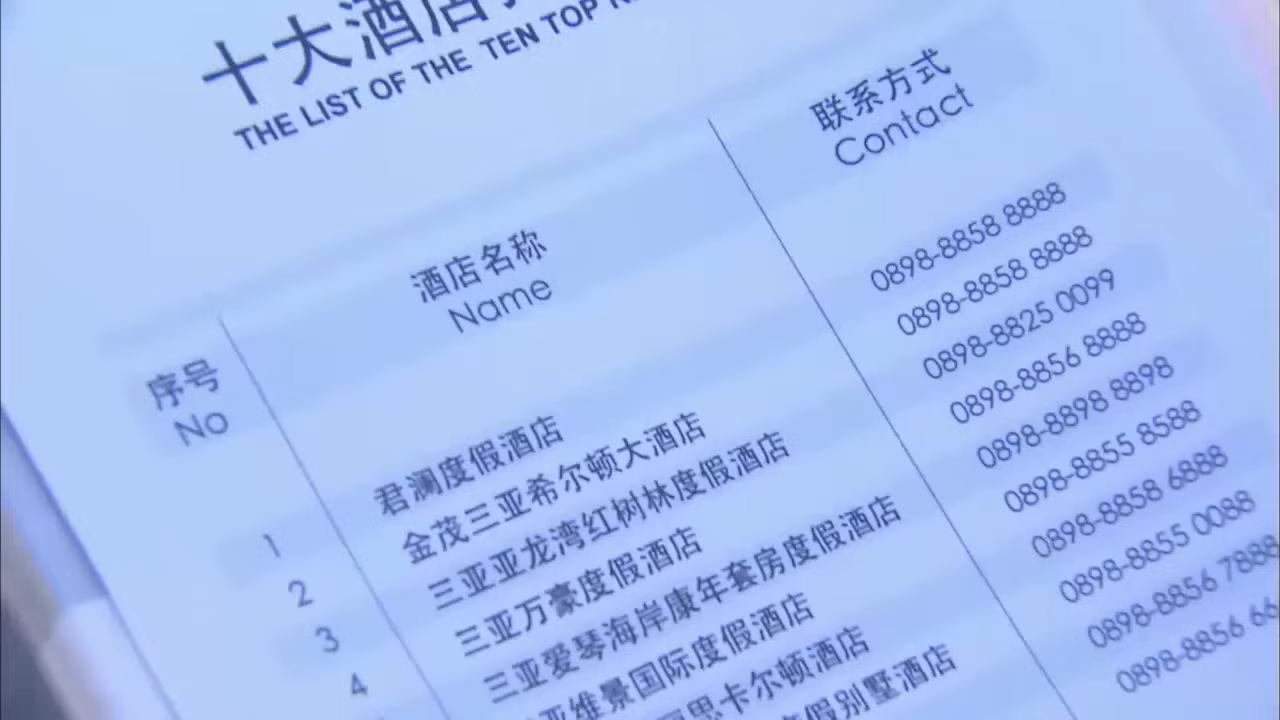 十大酒店
THE LIST OF THE TEN TOP
序号
No
酒店名称
Name
联系方式
Contact
1 君澜度假酒店 0898-8858 8888
2 金茂三亚希尔顿大酒店 0898-8858 8888
3 三亚亚龙湾红树林度假酒店 0898-8825 0099
4 三亚万豪度假酒店 0898-8856 8888
三亚爱琴海岸康年套房度假酒店 0898-8898 8898
亚维景国际度假酒店 0898-8855 8588
思卡尔顿酒店 0898-8858 6888
假别墅酒店 0898-8855 0088
0898-8856 7888
0898-8856 66